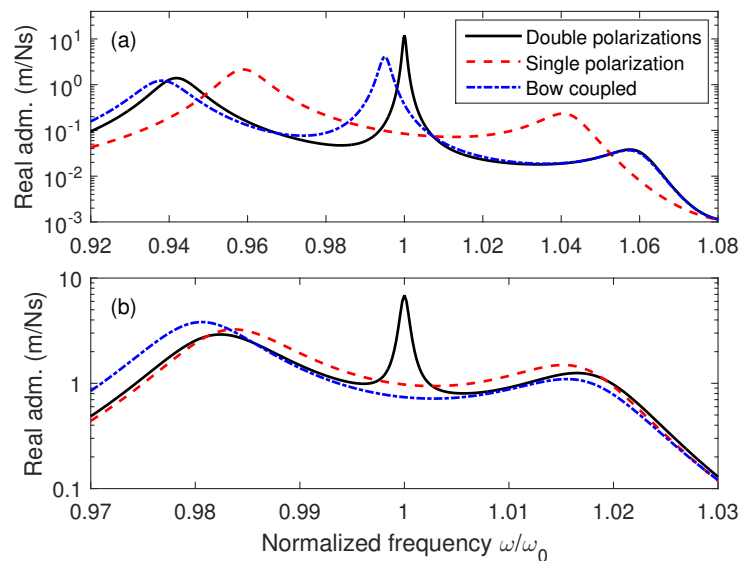 (a)
Double polarizations
Single polarization
Bow coupled
Real adm. (m/Ns)
10^1
10^0
10^-1
10^-2
10^-3
0.92 0.94 0.96 0.98 1 1.02 1.04 1.06 1.08
(b)
Real adm. (m/Ns)
10
1
0.1
0.97 0.98 0.99 1 1.01 1.02 1.03
Normalized frequency ω/ω_0